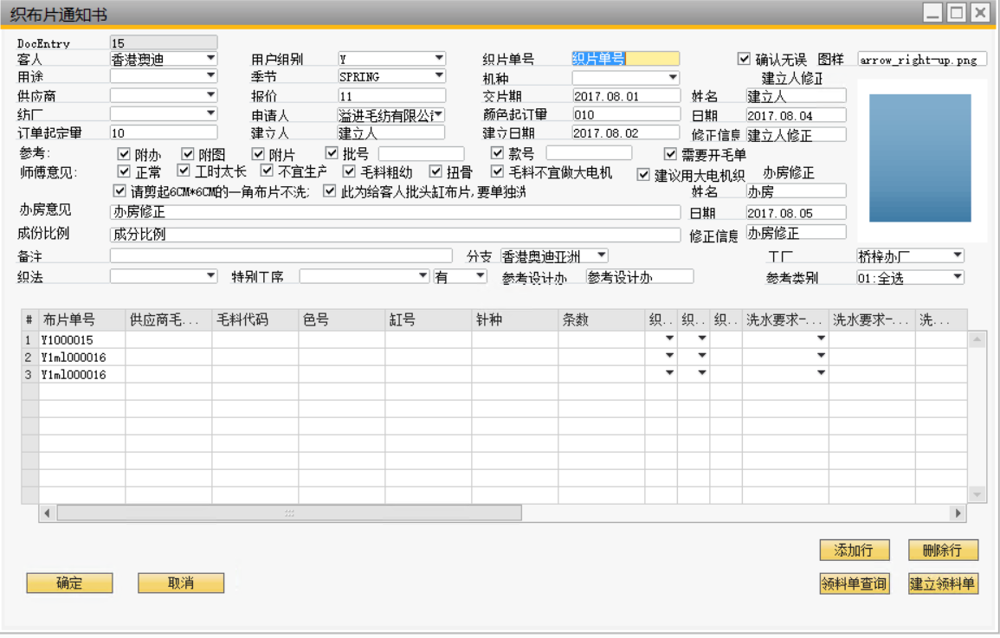 织布片通知书
DocEntry 15
客人 香港奥迪 用户组别 Y 织片单号 织片单号 确认无误 图样 arrow_right-up.png
用途 季节 SPRING 机种 建立人修正
供应商 报价 11 交片期 2017.08.01 姓名 建立人
纺厂 申请人 益进毛纺有限公 颜色起订量 010 日期 2017.08.04
订单起定量 10 建立人 建立人 建立日期 2017.08.02 修正信息 建立人修正
参考: 附办 附图 附片 批号 款号 需要开毛单
师傅意见: 正常 工时太长 不宜生产 毛料粗幼 扭骨 毛料不宜做大电机 建议用大电机织 办房修正
请剪起6CM*6CM的一角布片不洗; 此为给客人批头缸布片,要单独洗 姓名 办房
办房意见 办房修正 日期 2017.08.05
成份比例 成分比例 修正信息 办房修正
备注 分支 香港奥迪亚洲 工厂 桥梓办厂
织法 特别工序 有 参考设计办 参考设计办 参考类别 01:全选
# 布片单号 供应商毛... 毛料代码 色号 缸号 针种 条数 织.. 织.. 织.. 洗水要求-... 洗水要求-... 洗...
1 Y1000015
2 Y1ml000016
3 Y1ml000016
添加行 删除行
确定 取消 领料单查询 建立领料单